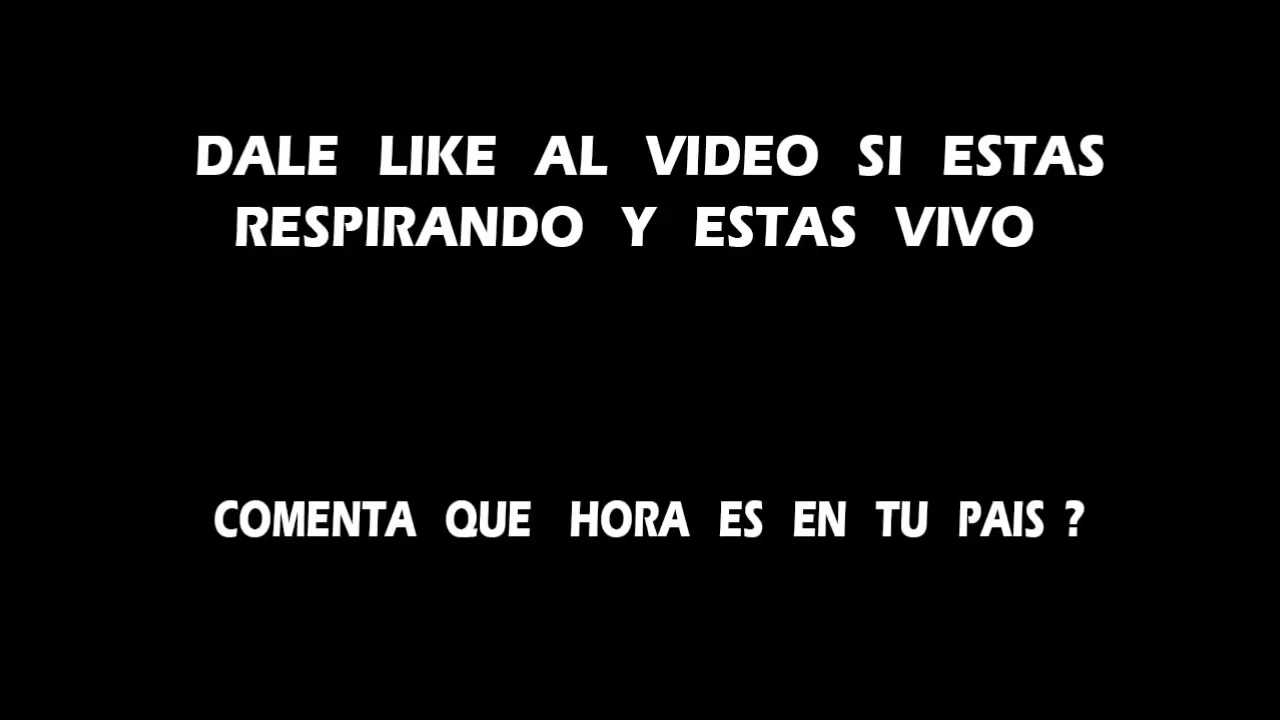 DALE LIKE AL VIDEO SI ESTAS
RESPIRANDO Y ESTAS VIVO
COMENTA QUE HORA ES EN TU PAIS ?